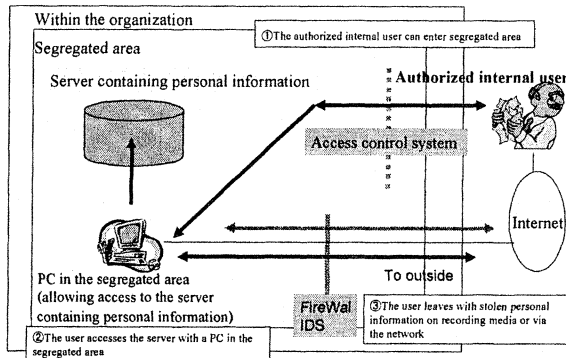 Within the organization
①The authorized internal user can enter segregated area
Segregated area
Server containing personal information
Authorized internal user
Access control system
Internet
PC in the segregated area
(allowing access to the server
containing personal information)
To outside
FireWal
IDS
③The user leaves with stolen personal
information on recording media or via
the network
②The user accesses the server with a PC in the
segregated area